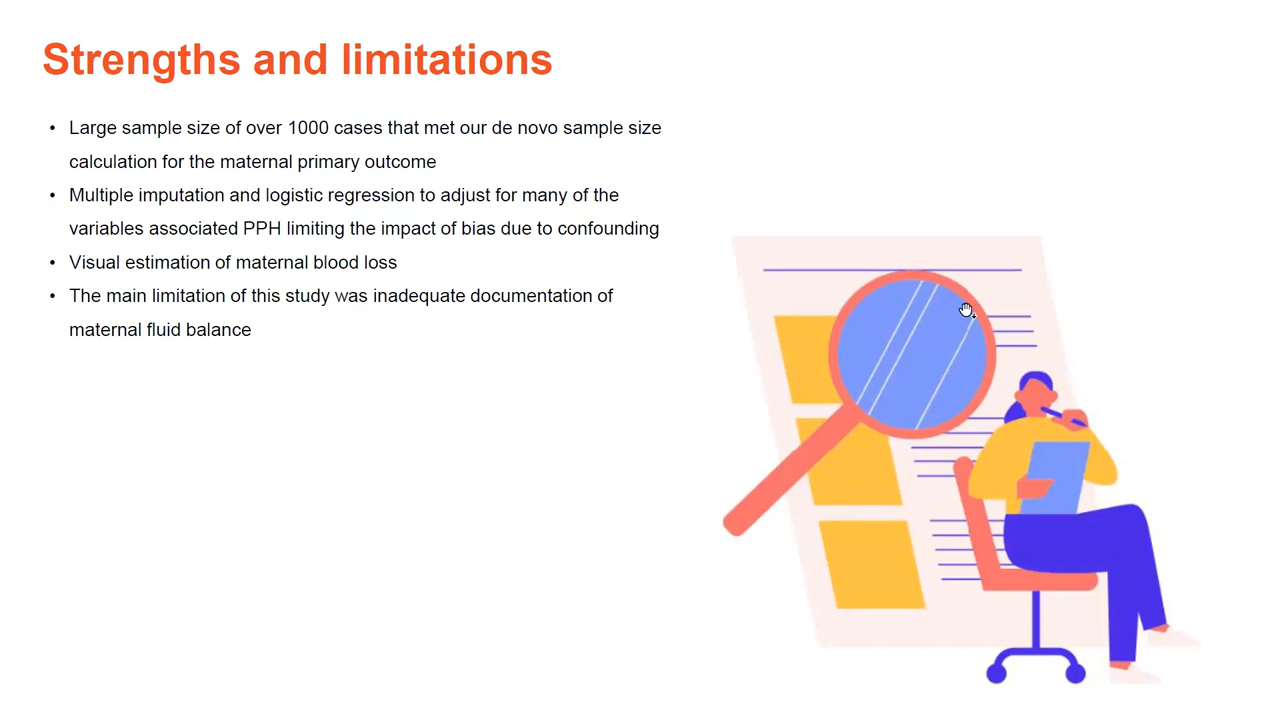 Strengths and limitations
• Large sample size of over 1000 cases that met our de novo sample size
calculation for the maternal primary outcome
• Multiple imputation and logistic regression to adjust for many of the
variables associated PPH limiting the impact of bias due to confounding
• Visual estimation of maternal blood loss
• The main limitation of this study was inadequate documentation of
maternal fluid balance